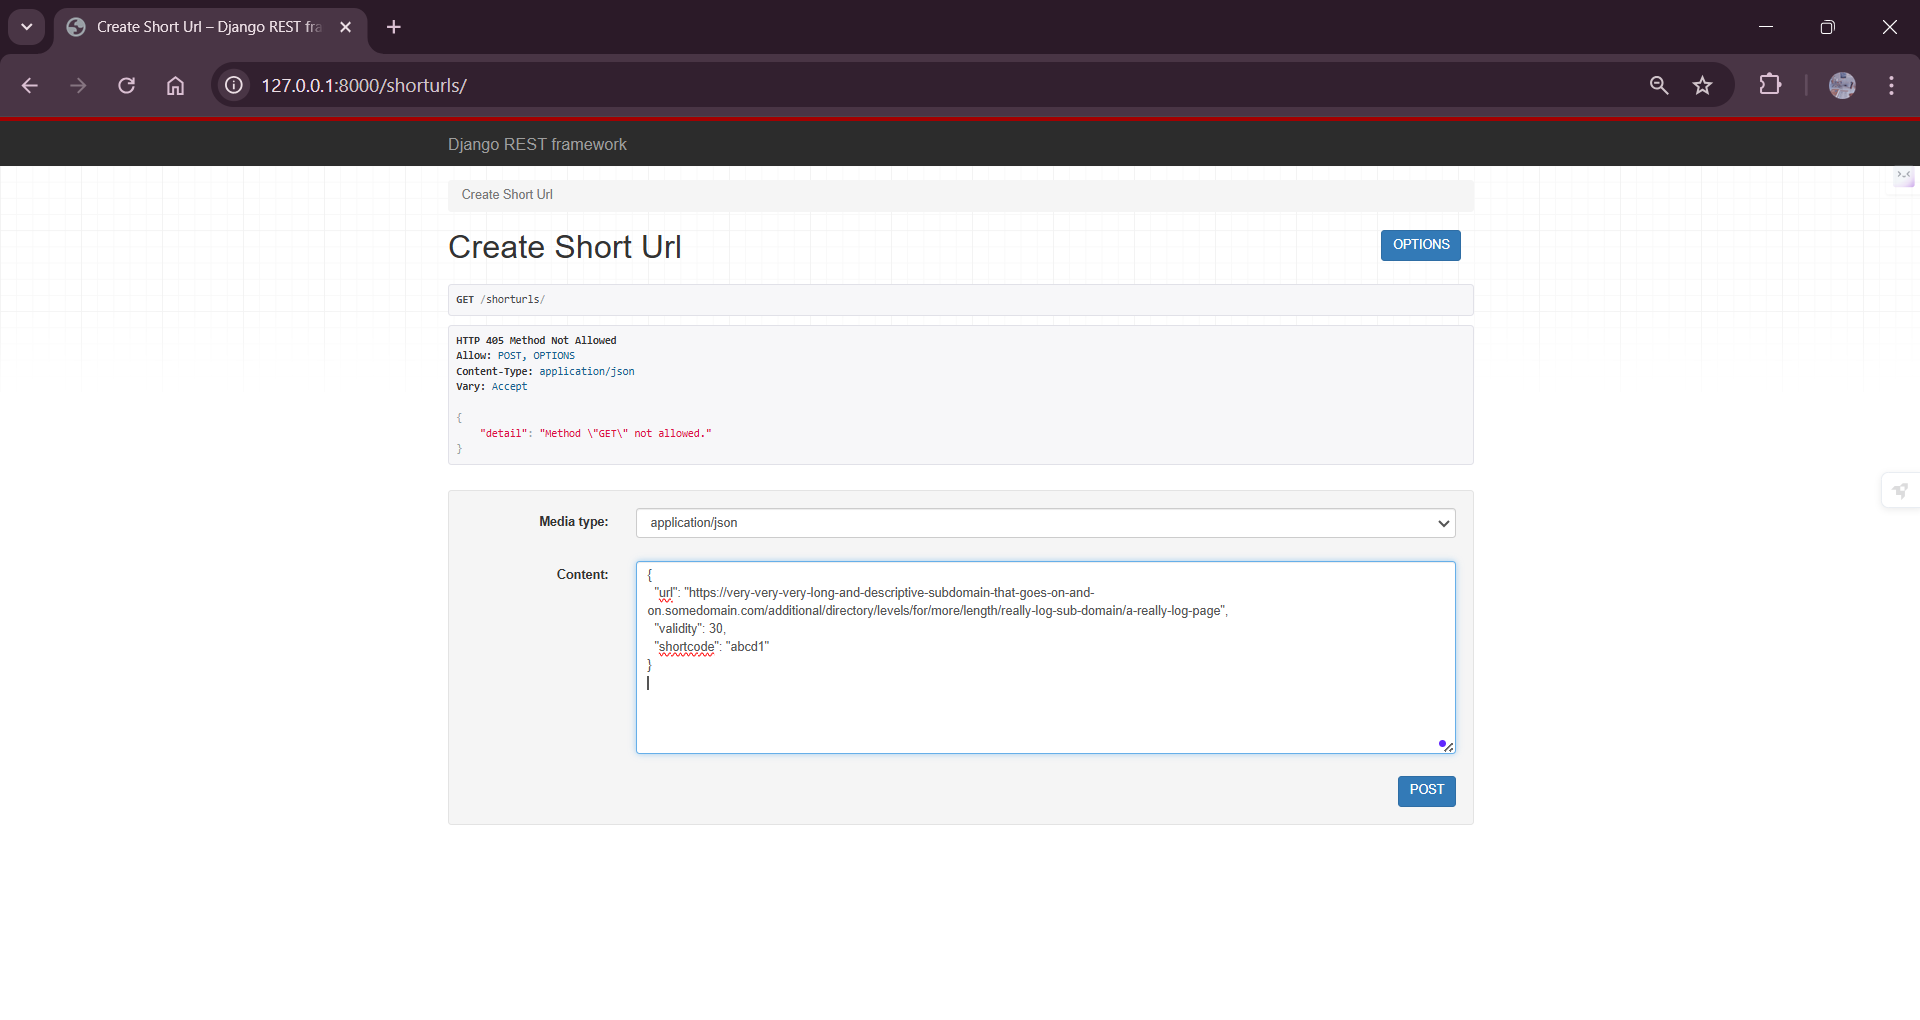 Create Short Url – Django REST fra
127.0.0.1:8000/shorturls/
Django REST framework
Create Short Url
Create Short Url
OPTIONS
GET /shorturls/
HTTP 405 Method Not Allowed
Allow: POST, OPTIONS
Content-Type: application/json
Vary: Accept
{
"detail": "Method \"GET\" not allowed."
}
Media type:
application/json
Content:
{
"url": "https://very-very-very-long-and-descriptive-subdomain-that-goes-on-and-
on.somedomain.com/additional/directory/levels/for/more/length/really-log-sub-domain/a-really-log-page",
"validity": 30,
"shortcode": "abcd1"
}
POST